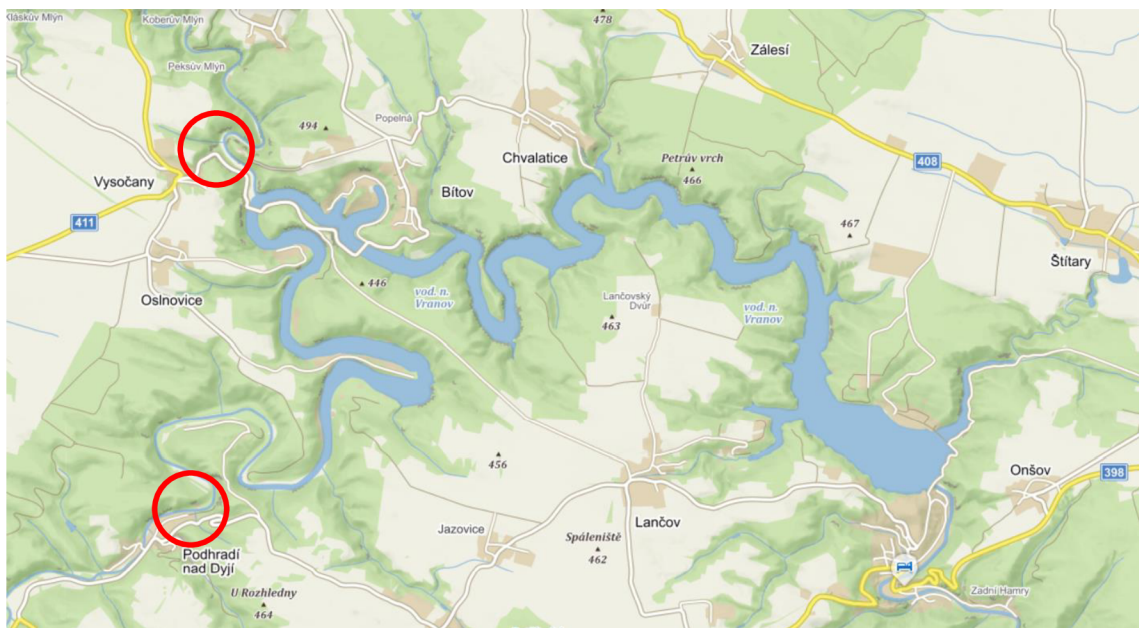 Kláskův Mlýn
Koberův Mlýn
478
Zálesí
Peksův Mlýn
494
Popelná
Chvalatice
Petrův vrch
466
408
Vysočany
Bítov
411
467
Štítary
Oslnovice
446
vod. n.
Vranov
Lančovský
Dvůr
463
vod. n.
Vranov
456
Onšov
398
Lančov
Jazovice
Spáleniště
462
Podhradí
nad Dyjí
U Rozhledny
464
Zadní Hamry